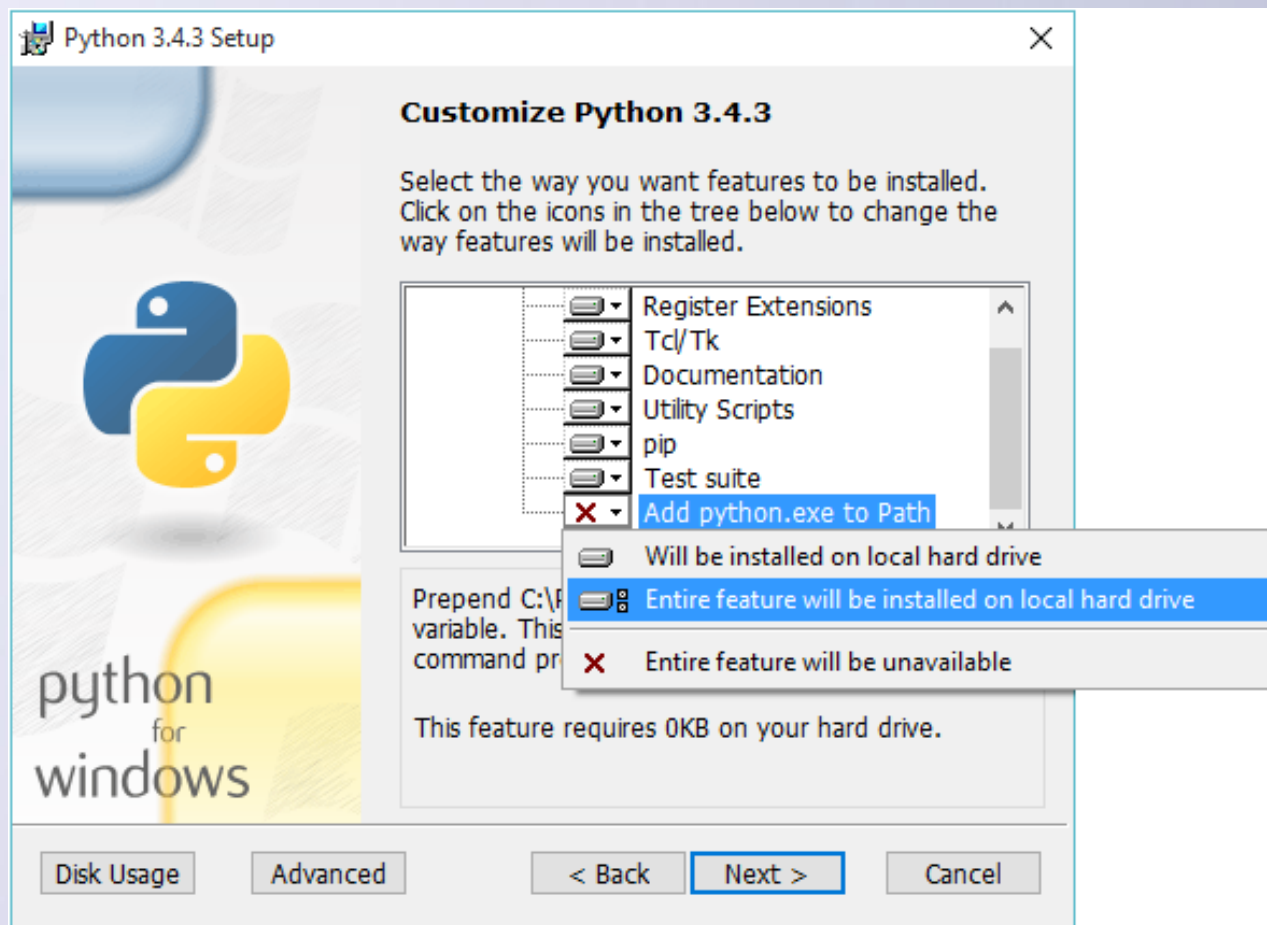 Python 3.4.3 Setup
Customize Python 3.4.3
Select the way you want features to be installed.
Click on the icons in the tree below to change the
way features will be installed.
Register Extensions
Tcl/Tk
Documentation
Utility Scripts
pip
Test suite
Add python.exe to Path
Will be installed on local hard drive
Entire feature will be installed on local hard drive
Entire feature will be unavailable
Prepend C:\
variable. This
command pr
This feature requires 0KB on your hard drive.
python
for
windows
Disk Usage
Advanced
< Back
Next >
Cancel